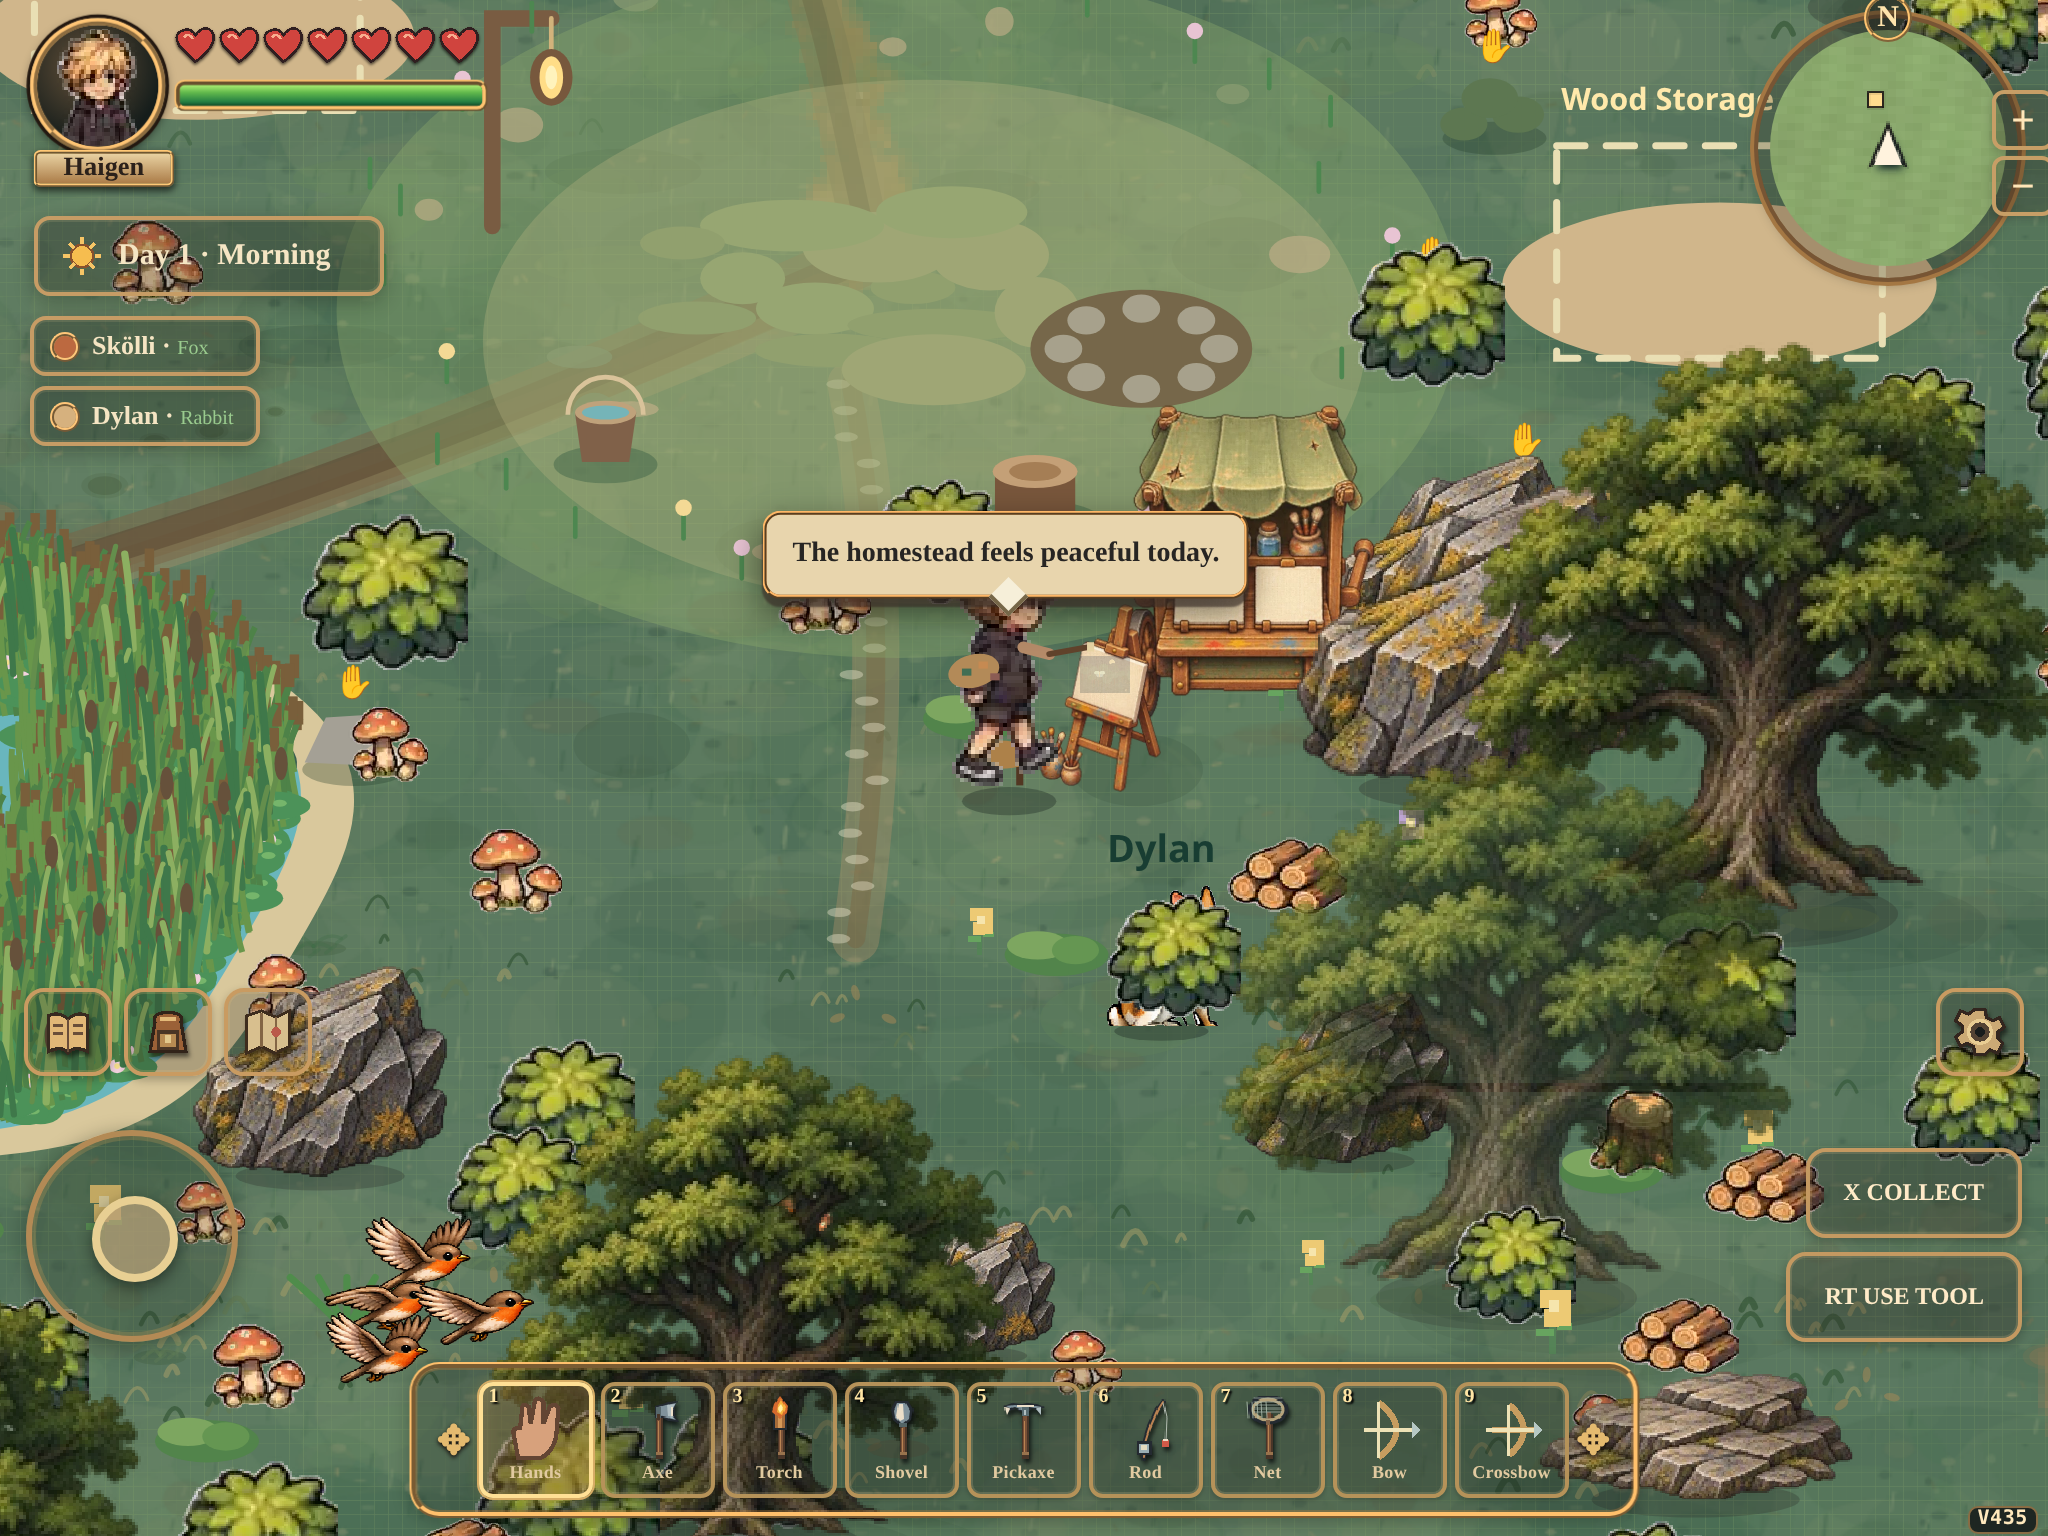 N
Wood Storage
+
−
Haigen
Day 1 · Morning
Skölli · Fox
Dylan · Rabbit
The homestead feels peaceful today.
Dylan
X COLLECT
RT USE TOOL
1 Hands
2 Axe
3 Torch
4 Shovel
5 Pickaxe
6 Rod
7 Net
8 Bow
9 Crossbow
V435